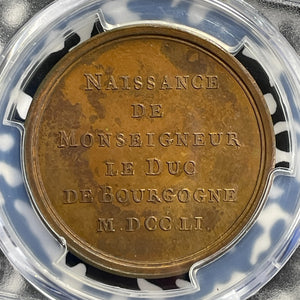 NAISSANCE
DE
MONSEIGNEUR
LE DUC
DE BOURGOGNE
M.DCCLI.